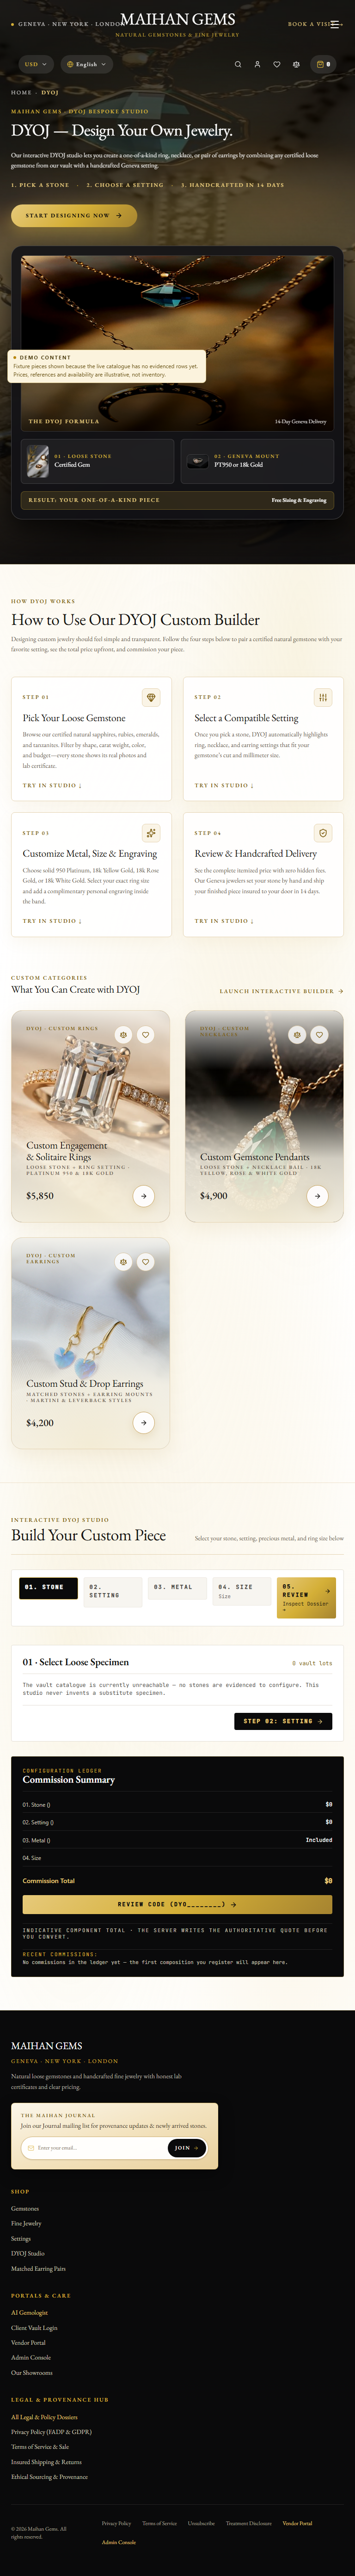 GENEVA · NEW YORK · LONDO
MAIHAN GEMS
NATURAL GEMSTONES & FINE JEWELRY
BOOK A VISI
USD
English
0
HOME
DYOJ
MAIHAN GEMS · DYOJ BESPOKE STUDIO
DYOJ — Design Your Own Jewelry.
Our interactive DYOJ studio lets you create a one-of-a-kind ring, necklace, or pair of earrings by combining any certified loose
gemstone from our vault with a handcrafted Geneva setting.
1. PICK A STONE · 2. CHOOSE A SETTING · 3. HANDCRAFTED IN 14 DAYS
START DESIGNING NOW →
DEMO CONTENT
Fixture pieces shown because the live catalogue has no evidenced rows yet.
Prices, references and availability are illustrative, not inventory.
THE DYOJ FORMULA
14-Day Geneva Delivery
01 · LOOSE STONE
Certified Gem
02 · GENEVA MOUNT
PT950 or 18k Gold
RESULT: YOUR ONE-OF-A-KIND PIECE
Free Sizing & Engraving
HOW DYOJ WORKS
How to Use Our DYOJ Custom Builder
Designing custom jewelry should feel simple and transparent. Follow the four steps below to pair a certified natural gemstone with your
favorite setting, see the total price upfront, and commission your piece.
STEP 01
Pick Your Loose Gemstone
Browse our certified natural sapphires, rubies, emeralds,
and tanzanites. Filter by shape, carat weight, color,
and budget—every stone shows its real photos and
lab certificate.
TRY IN STUDIO ↓
STEP 02
Select a Compatible Setting
Once you pick a stone, DYOJ automatically highlights
ring, necklace, and earring settings that fit your
gemstone's cut and millimeter size.
TRY IN STUDIO ↓
STEP 03
Customize Metal, Size & Engraving
Choose solid 950 Platinum, 18k Yellow Gold, 18k Rose
Gold, or 18k White Gold. Select your exact ring size
and add a complimentary personal engraving inside
the band.
TRY IN STUDIO ↓
STEP 04
Review & Handcrafted Delivery
See the complete itemized price with zero hidden fees.
Our Geneva jewelers set your stone by hand and ship
your finished piece insured to your door in 14 days.
TRY IN STUDIO ↓
CUSTOM CATEGORIES
What You Can Create with DYOJ
LAUNCH INTERACTIVE BUILDER →
DYOJ · CUSTOM RINGS
Custom Engagement
& Solitaire Rings
LOOSE STONE + RING SETTING ·
PLATINUM 950 & 18K GOLD
$5,850
DYOJ · CUSTOM
NECKLACES
Custom Gemstone Pendants
LOOSE STONE + NECKLACE BAIL · 18K
YELLOW, ROSE & WHITE GOLD
$4,900
DYOJ · CUSTOM
EARRINGS
Custom Stud & Drop Earrings
MATCHED STONES + EARRING MOUNTS
· MARTINI & LEVERBACK STYLES
$4,200
INTERACTIVE DYOJ STUDIO
Build Your Custom Piece
Select your stone, setting, precious metal, and ring size below
01. STONE
02.
SETTING
03. METAL
04. SIZE
Size
05.
REVIEW
Inspect Dossier
→
01 · Select Loose Specimen
0 vault lots
The vault catalogue is currently unreachable — no stones are evidenced to configure. This
studio never invents a substitute specimen.
STEP 02: SETTING →
CONFIGURATION LEDGER
Commission Summary
01. Stone ()
$0
02. Setting ()
$0
03. Metal ()
Included
04. Size
Commission Total
$0
REVIEW CODE (DYO________) →
INDICATIVE COMPONENT TOTAL · THE SERVER WRITES THE AUTHORITATIVE QUOTE BEFORE
YOU CONVERT.
RECENT COMMISSIONS:
No commissions in the ledger yet — the first composition you register will appear here.
MAIHAN GEMS
GENEVA · NEW YORK · LONDON
Natural loose gemstones and handcrafted fine jewelry with honest lab
certificates and clear pricing.
THE MAIHAN JOURNAL
Join our Journal mailing list for provenance updates & newly arrived stones.
Enter your email...
JOIN →
SHOP
Gemstones
Fine Jewelry
Settings
DYOJ Studio
Matched Earring Pairs
PORTALS & CARE
AI Gemologist
Client Vault Login
Vendor Portal
Admin Console
Our Showrooms
LEGAL & PROVENANCE HUB
All Legal & Policy Dossiers
Privacy Policy (FADP & GDPR)
Terms of Service & Sale
Insured Shipping & Returns
Ethical Sourcing & Provenance
© 2026 Maihan Gems. All
rights reserved.
Privacy Policy
Terms of Service
Unsubscribe
Treatment Disclosure
Vendor Portal
Admin Console